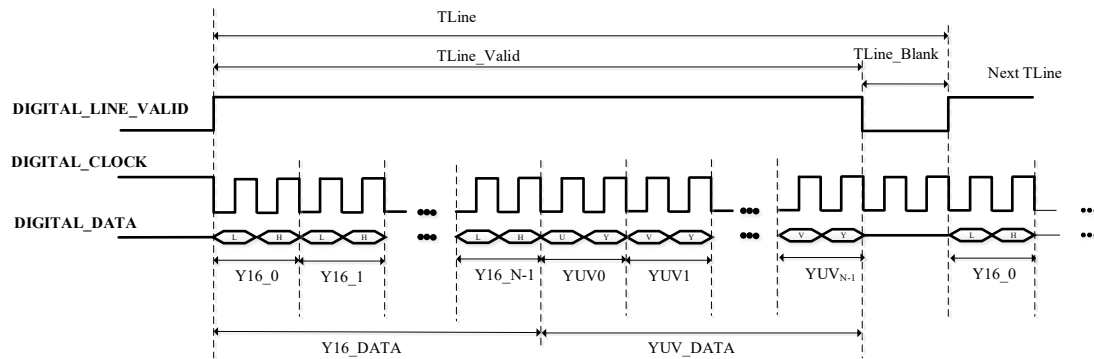 TLine
TLine_Valid
TLine_Blank
Next TLine
DIGITAL_LINE_VALID
DIGITAL_CLOCK
DIGITAL_DATA
L H L H ••• L H U Y V Y ••• V Y L H
Y16_0 Y16_1 Y16_N-1 YUV0 YUV1 YUVN-1 Y16_0
Y16_DATA YUV_DATA